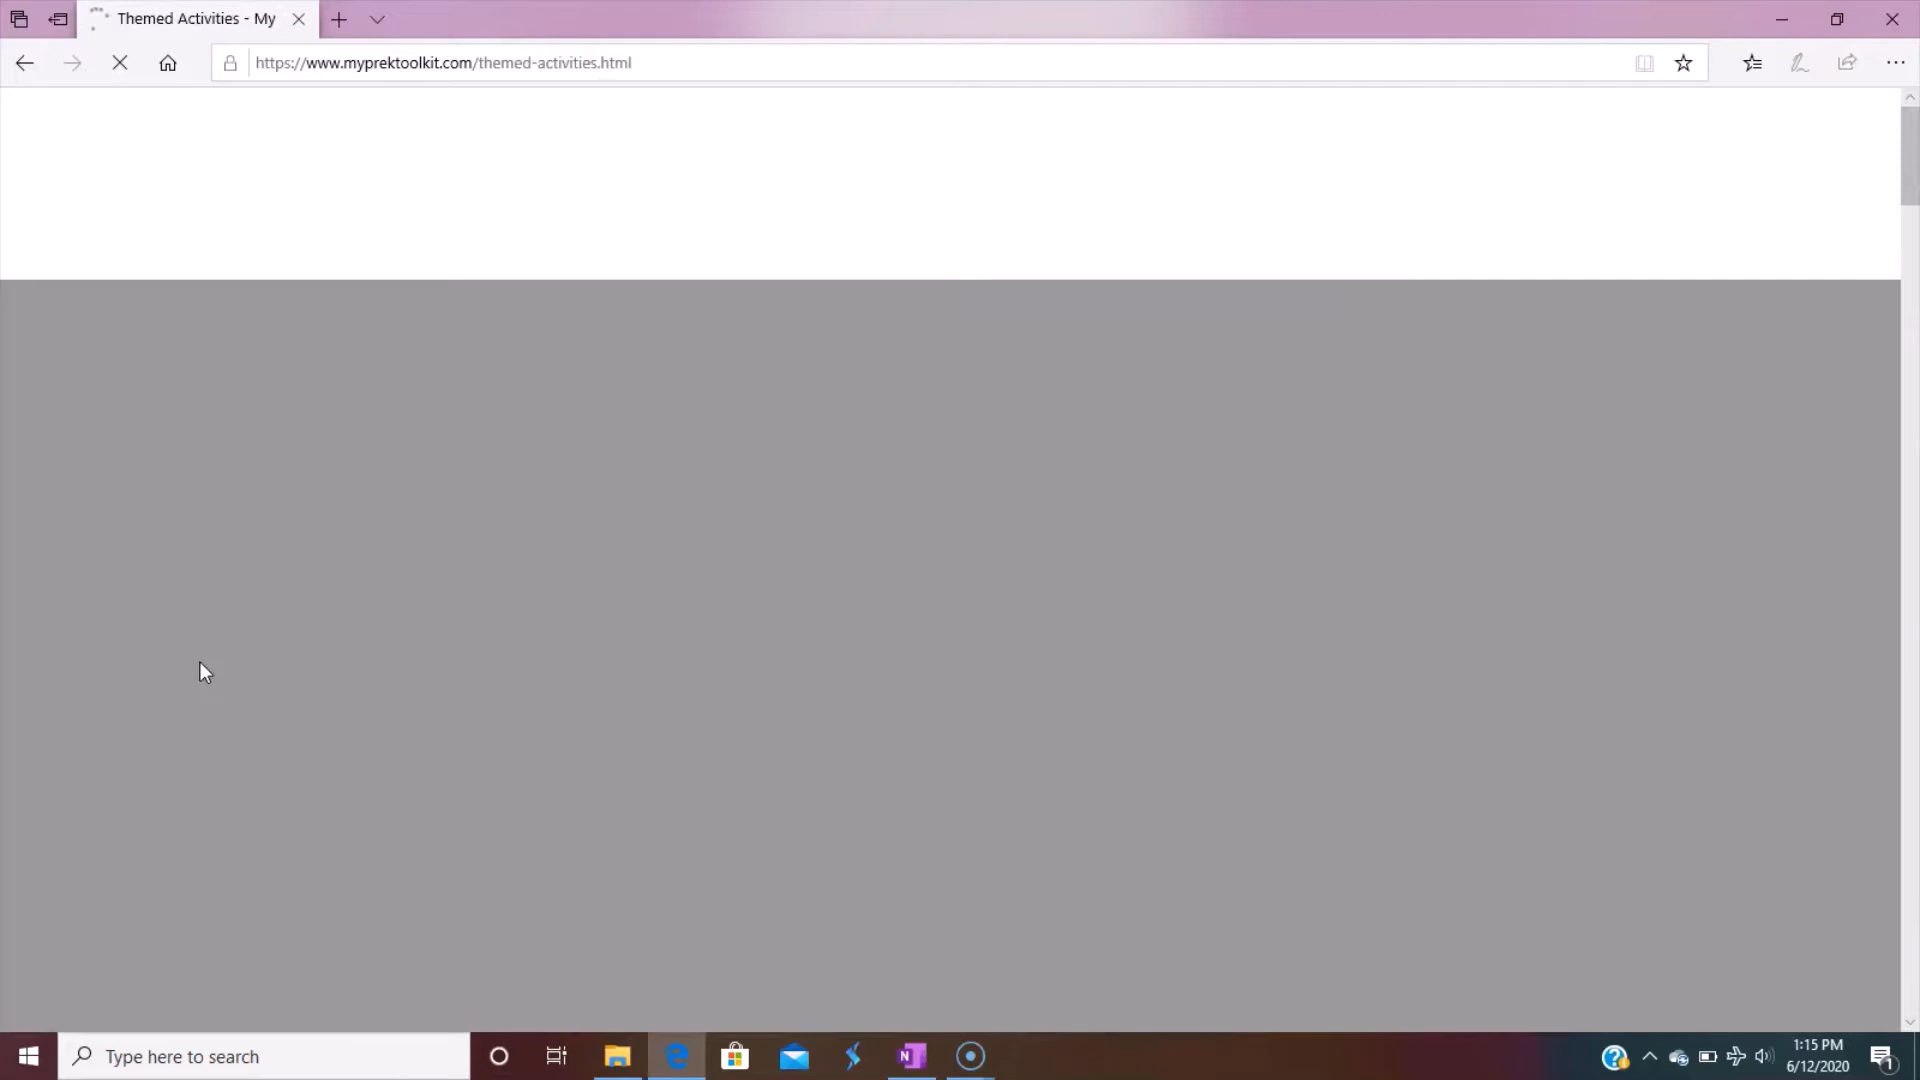 Themed Activities - My
https://www.myprektoolkit.com/themed-activities.html
Type here to search
N
1:15 PM
6/12/2020
1